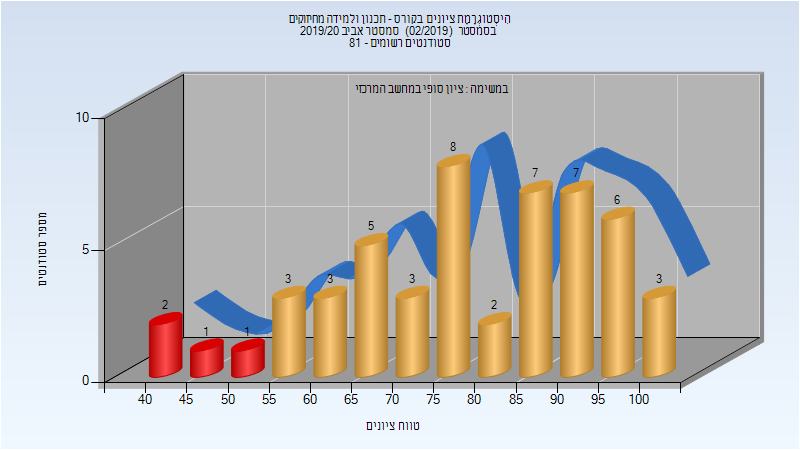 היסטוגרמת ציונים בקורס - תכנון ולמידה מחיזוקים
בסמסטר (02/2019) סמסטר אביב 2019/20
סטודנטים רשומים - 81
במשימה : ציון סופי במחשב המרכזי
מספר סטודנטים
10
5
0
2
1
1
3
3
5
3
8
2
7
7
6
3
40 45 50 55 60 65 70 75 80 85 90 95 100
טווח ציונים